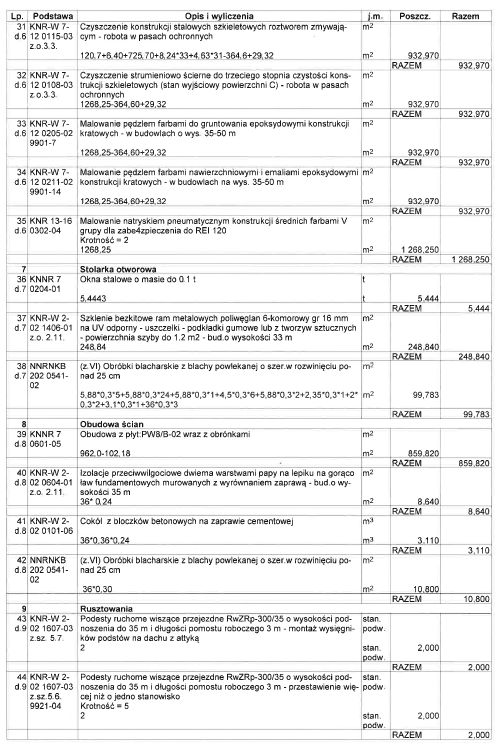 Lp. Podstawa Opis i wyliczenia j.m. Poszcz. Razem
31 KNR-W 7- Czyszczenie konstrukcji stalowych szkieletowych roztworem zmywają- m2
d.6 12 0115-03 cym - robota w pasach ochronnych
z.o.3.3.
120,7+6,40+725,70+8,24*33+4.63*31-364.6+29,32 m2 932,970
RAZEM 932,970
32 KNR-W 7- Czyszczenie strumieniowo ścierne do trzeciego stopnia czystości kons- m2
d.6 12 0108-03 trukcji szkieletowych (stan wyjściowy powierzchni C) - robota w pasach
z.o.3.3. ochronnych
1268,25-364,60+29,32 m2 932,970
RAZEM 932,970
33 KNR-W 7- Malowanie pędzlem farbami do gruntowania epoksydowymi konstrukcji m2
d.6 12 0205-02 kratowych - w budowlach o wys. 35-50 m
9901-7
1268,25-364,60+29,32 m2 932,970
RAZEM 932,970
34 KNR-W 7- Malowanie pędzlem farbami nawierzchniowymi i emaliami epoksydowymi m2
d.6 12 0211-02 konstrukcji kratowych - w budowlach na wys. 35-50 m
9901-14
1268,25-364,60+29,32 m2 932,970
RAZEM 932,970
35 KNR 13-16 Malowanie natryskiem pneumatycznym konstrukcji średnich farbami V m2
d.6 0302-04 grupy dla zabe4zpieczenia do REI 120
Krotność = 2
1268,25 m2 1 268,250
RAZEM 1 268,250
7 Stolarka otworowa
36 KNNR 7 Okna stalowe o masie do 0.1 t t
d.7 0204-01
5,4443 t 5,444
RAZEM 5,444
37 KNR-W 2- Szklenie bezkitowe ram metalowych poliwęglan 6-komorowy gr 16 mm m2
d.7 02 1406-01 na UV odporny - uszczelki - podkładki gumowe lub z tworzyw sztucznych
z.o. 2.11. - powierzchnia szyby do 1.2 m2 - bud.o wysokości 33 m
248,84 m2 248,840
RAZEM 248,840
38 NNRNKB (z.VI) Obróbki blacharskie z blachy powlekanej o szer.w rozwinięciu po- m2
d.7 202 0541- nad 25 cm
02
5,88*0,3*5+5,88*0,3*24+5,88*0,3*1+4,5*0,3*6+5,88*0,3*2+2,35*0,3*1+2* m2 99,783
0,3*2+3,1*0,3*1+36*0,3*3
RAZEM 99,783
8 Obudowa ścian
39 KNNR 7 Obudowa z płyt:PW8/B-02 wraz z obrónkami m2
d.8 0601-05
962,0-102,18 m2 859,820
RAZEM 859,820
40 KNR-W 2- Izolacje przeciwwilgociowe dwiema warstwami papy na lepiku na gorąco m2
d.8 02 0604-01 ław fundamentowych murowanych z wyrównaniem zaprawą - bud.o wy-
z.o. 2.11. sokości 35 m
36* 0,24 m2 8,640
RAZEM 8,640
41 KNR-W 2- Cokół z bloczków betonowych na zaprawie cementowej m3
d.8 02 0101-06
36*0,36*0,24 m3 3,110
RAZEM 3,110
42 NNRNKB (z.VI) Obróbki blacharskie z blachy powlekanej o szer.w rozwinięciu po- m2
d.8 202 0541- nad 25 cm
02
36*0,30 m2 10,800
RAZEM 10,800
9 Rusztowania
43 KNR-W 2- Podesty ruchome wiszące przejezdne RwZRp-300/35 o wysokości pod- stan.
d.9 02 1607-03 noszenia do 35 m i długości pomostu roboczego 3 m - montaż wysięgni- podw.
z.sz. 5.7. ków podstów na dachu z attyką
2 stan. 2,000
podw.
RAZEM 2,000
44 KNR-W 2- Podesty ruchome wiszące przejezdne RwZRp-300/35 o wysokości pod- stan.
d.9 02 1607-03 noszenia do 35 m i długości pomostu roboczego 3 m - przestawienie wię- podw.
z.sz.5.6. cej niż o jedno stanowisko
9921-04 Krotność = 5
2 stan. 2,000
podw.
RAZEM 2,000